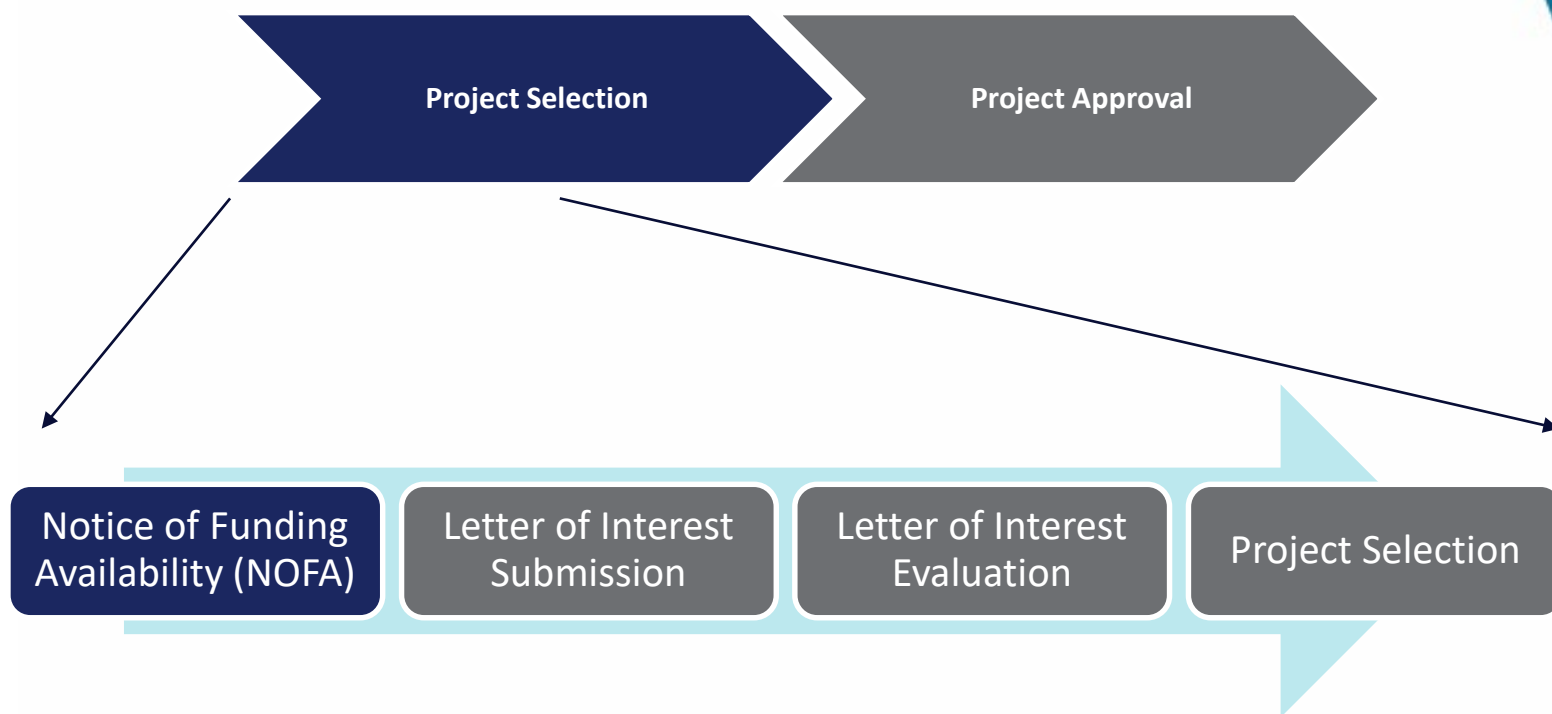 Project Selection
Project Approval
Notice of Funding
Availability (NOFA)
Letter of Interest
Submission
Letter of Interest
Evaluation
Project Selection